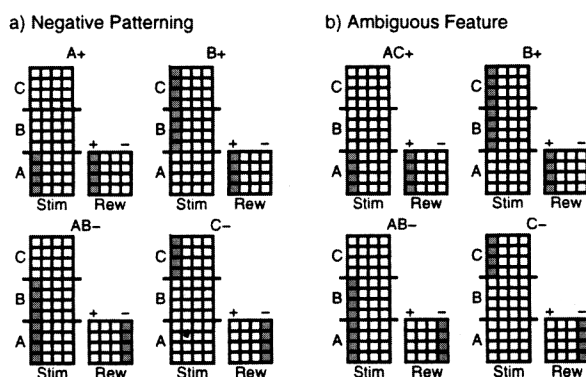 a) Negative Patterning
b) Ambiguous Feature
A+
B+
AC+
B+
C
B
A
+ −
Stim
Rew
C
B
A
+ −
Stim
Rew
C
B
A
+ −
Stim
Rew
C
B
A
+ −
Stim
Rew
AB−
C−
AB−
C−
C
B
A
+ −
Stim
Rew
C
B
A
+ −
Stim
Rew
C
B
A
+ −
Stim
Rew
C
B
A
+ −
Stim
Rew